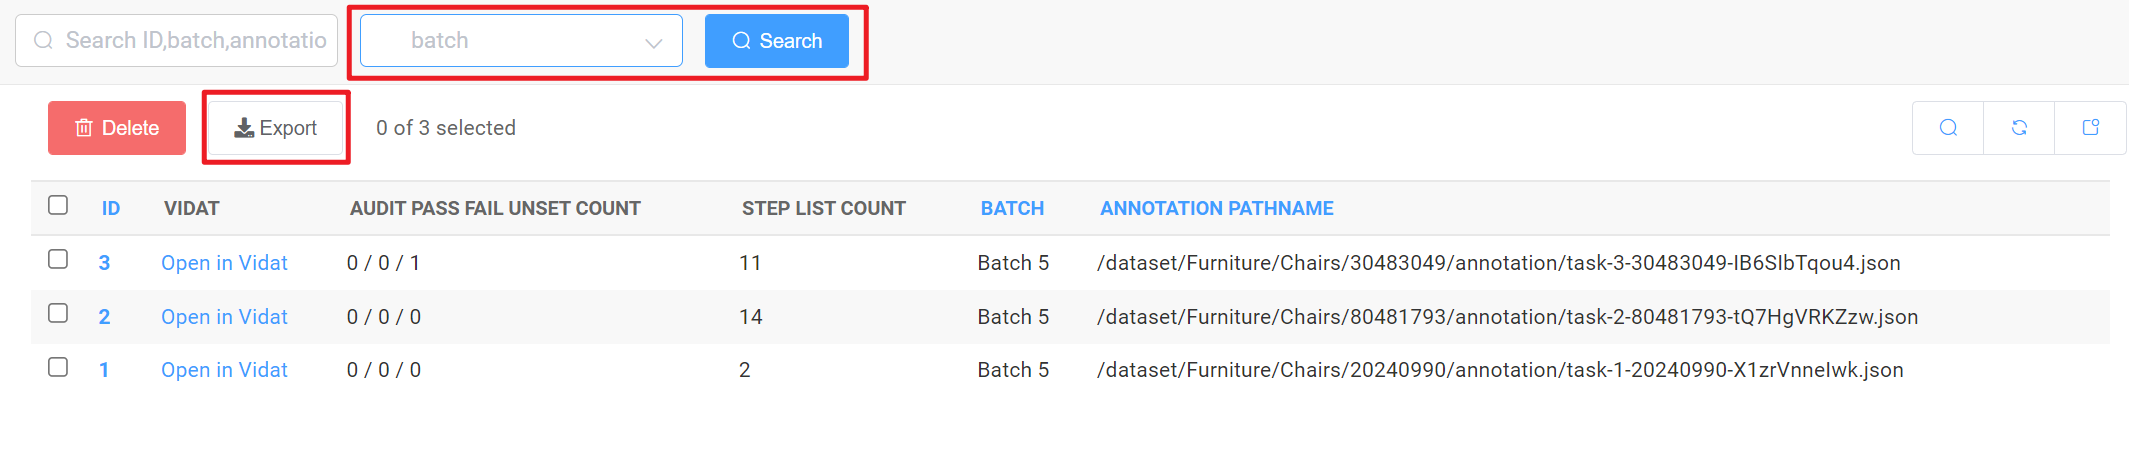 Search ID,batch,annotatio batch Search
Delete Export 0 of 3 selected
ID VIDAT AUDIT PASS FAIL UNSET COUNT STEP LIST COUNT BATCH ANNOTATION PATHNAME
3 Open in Vidat 0 / 0 / 1 11 Batch 5 /dataset/Furniture/Chairs/30483049/annotation/task-3-30483049-IB6SIbTqou4.json
2 Open in Vidat 0 / 0 / 0 14 Batch 5 /dataset/Furniture/Chairs/80481793/annotation/task-2-80481793-tQ7HgVRKZzw.json
1 Open in Vidat 0 / 0 / 0 2 Batch 5 /dataset/Furniture/Chairs/20240990/annotation/task-1-20240990-X1zrVnneIwk.json